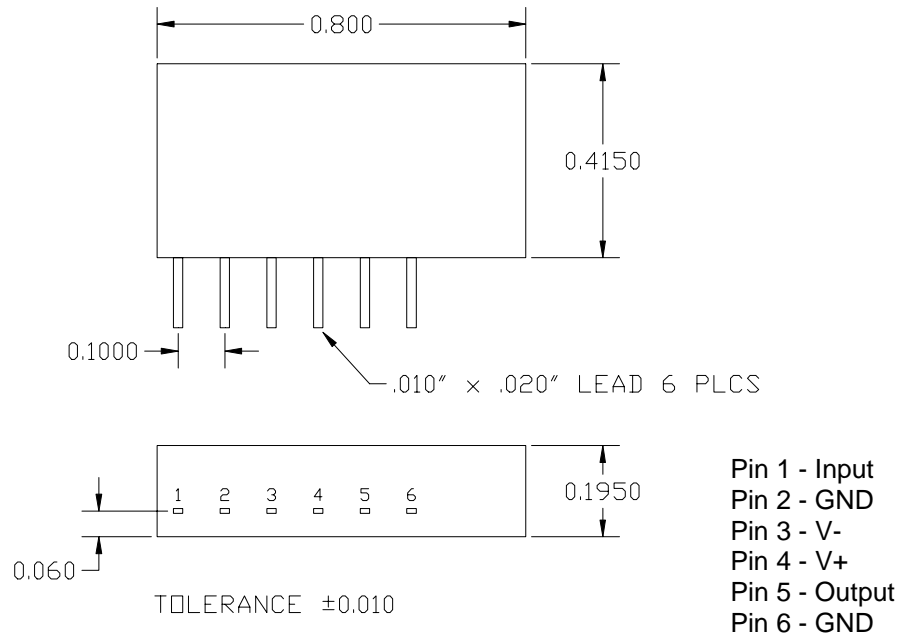 0.800
0.4150
0.1000
.010" x .020" LEAD 6 PLCS
1 2 3 4 5 6
0.1950
0.060
TOLERANCE ±0.010
Pin 1 - Input
Pin 2 - GND
Pin 3 - V-
Pin 4 - V+
Pin 5 - Output
Pin 6 - GND